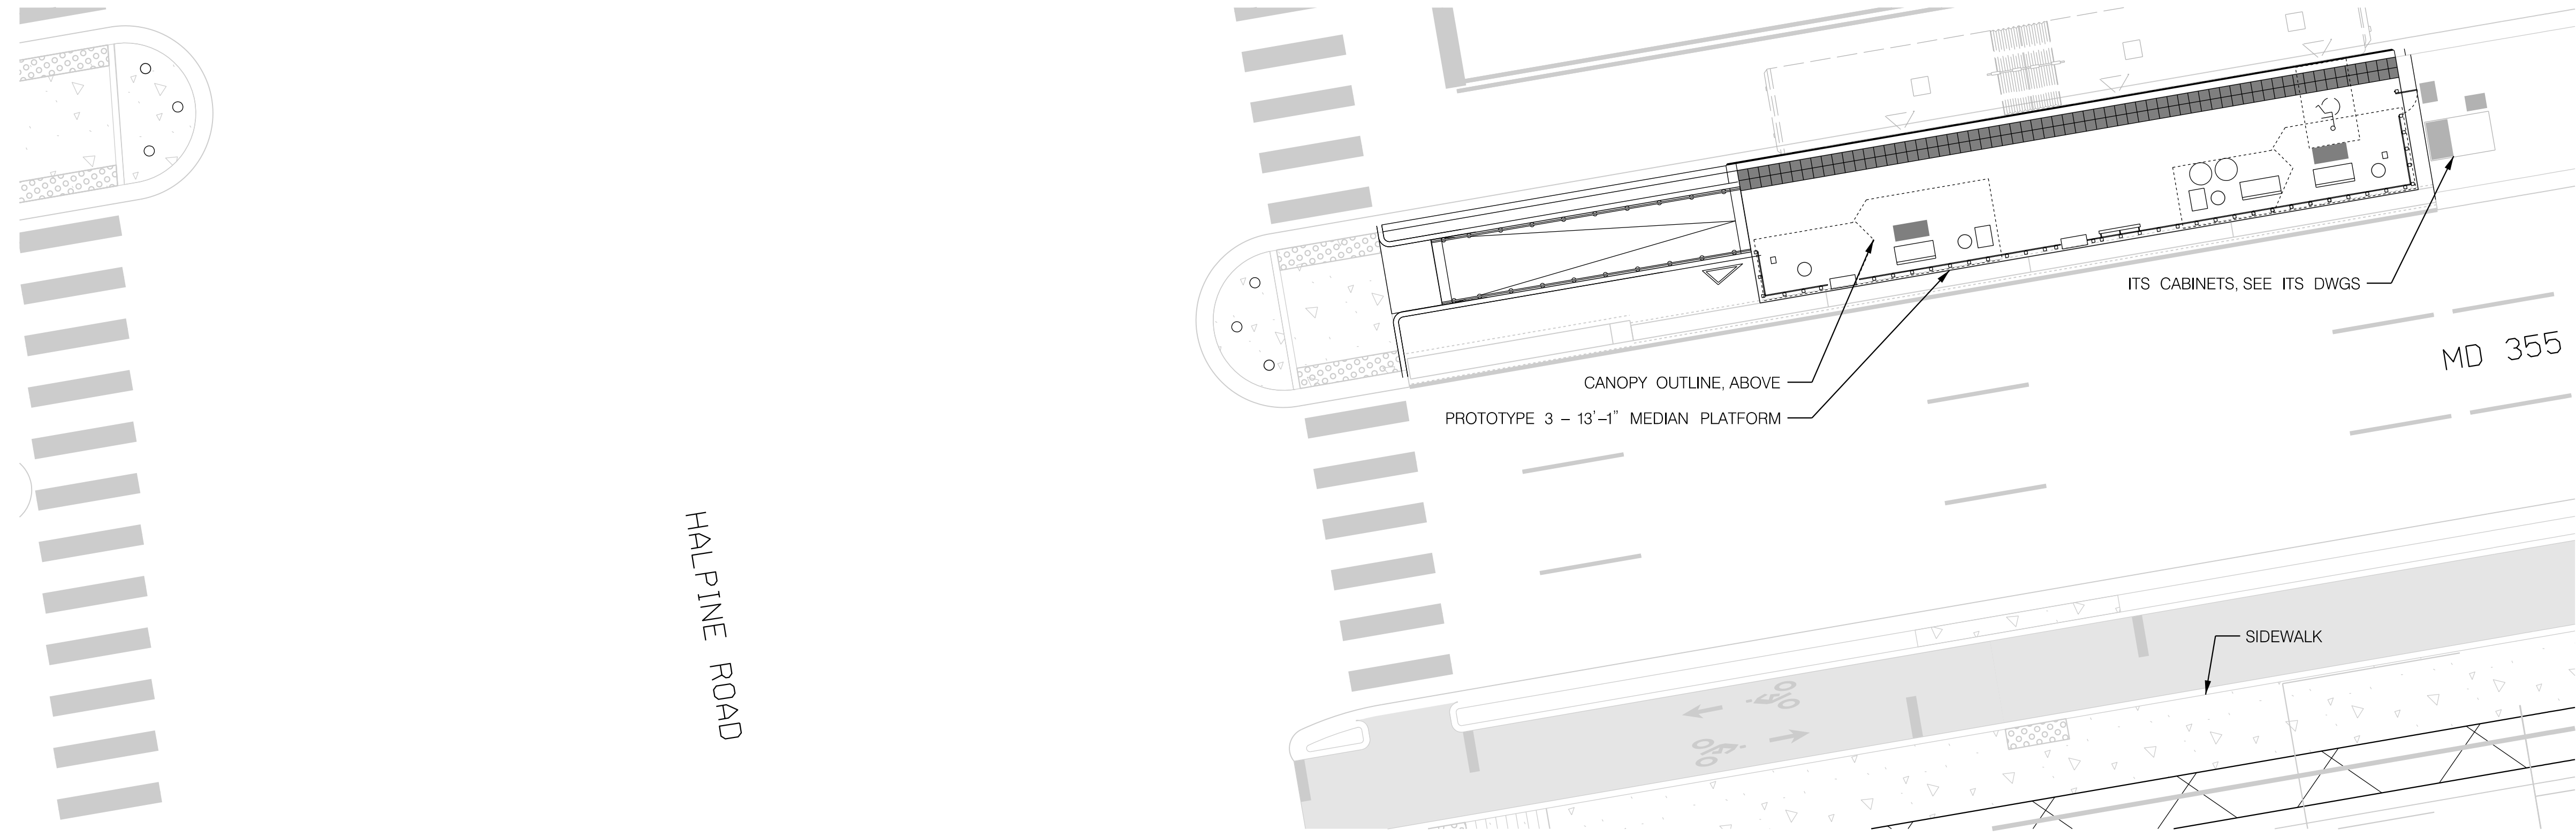 ITS CABINETS, SEE ITS DWGS
MD 355
CANOPY OUTLINE, ABOVE
PROTOTYPE 3 - 13'-1" MEDIAN PLATFORM
HALPINE ROAD
SIDEWALK